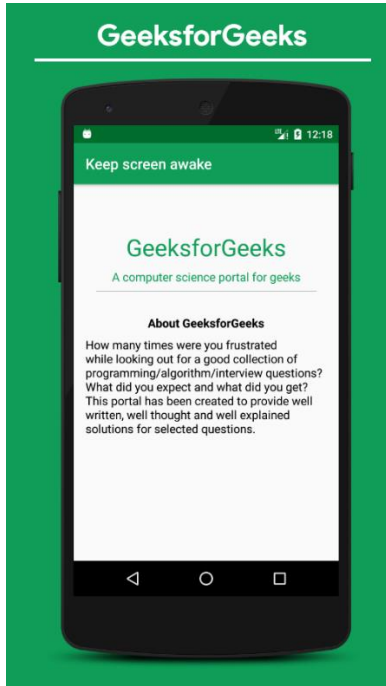 GeeksforGeeks
12:18
Keep screen awake
GeeksforGeeks
A computer science portal for geeks
About GeeksforGeeks
How many times were you frustrated
while looking out for a good collection of
programming/algorithm/interview questions?
What did you expect and what did you get?
This portal has been created to provide well
written, well thought and well explained
solutions for selected questions.